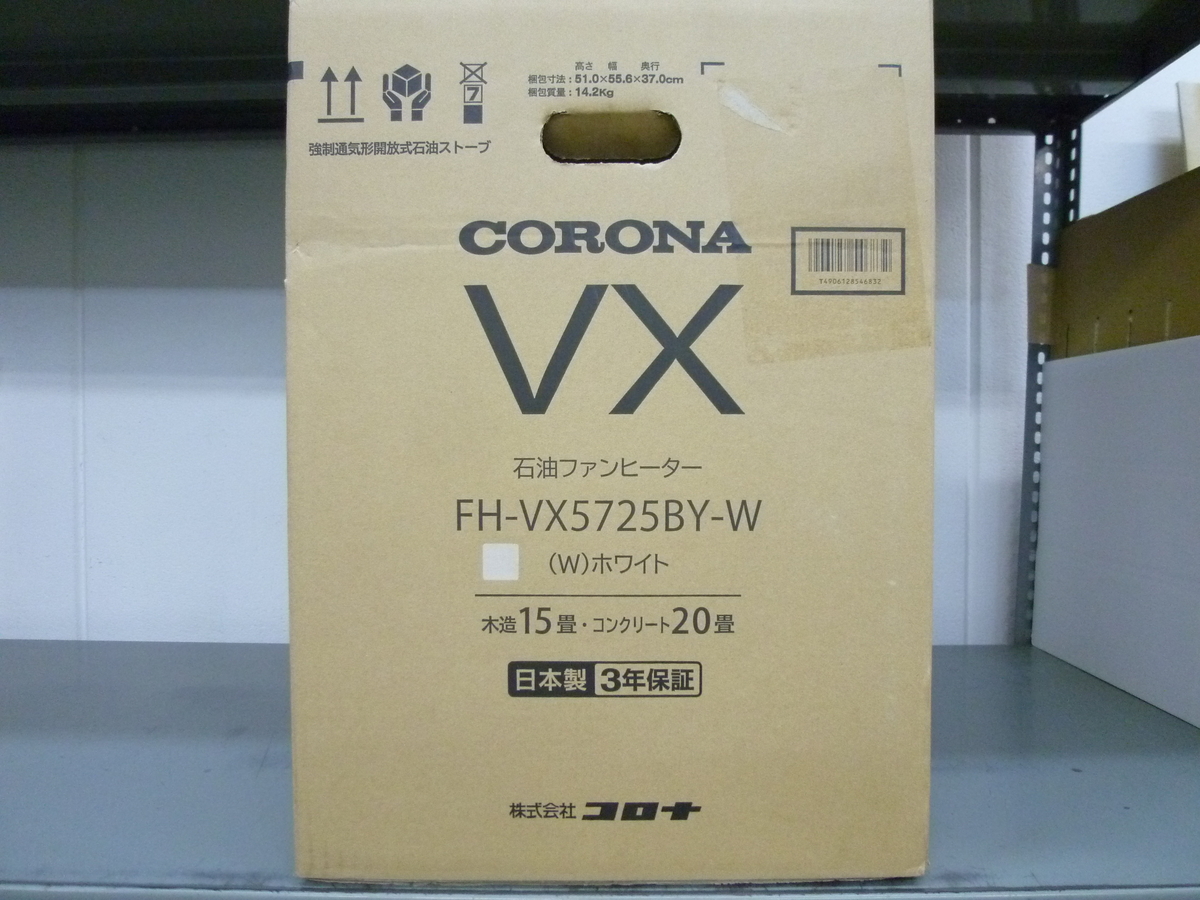 高さ 幅 奥行
梱包寸法：51.0×55.6×37.0cm
梱包質量：14.2Kg
7
強制通気形開放式石油ストーブ
CORONA
T4906128546832
VX
石油ファンヒーター
FH-VX5725BY-W
(W)ホワイト
木造15畳・コンクリート20畳
日本製 3年保証
株式会社 コロナ